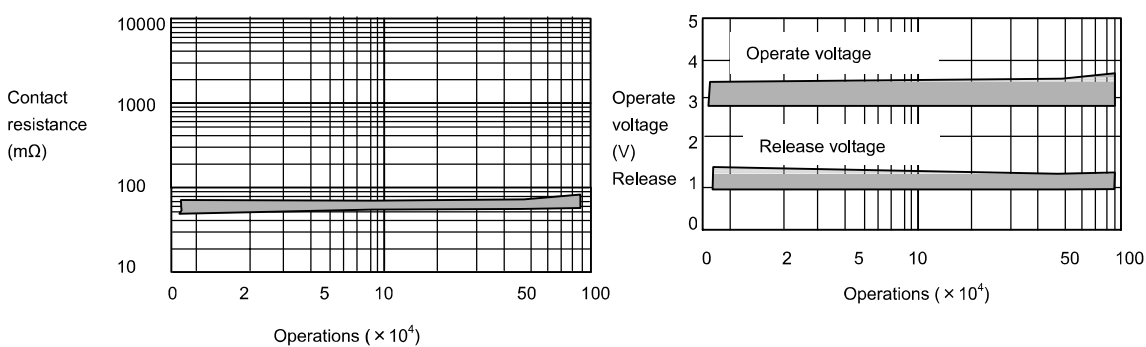 10000
1000
100
10
Contact
resistance
(mΩ)
0 2 5 10 50 100
Operations (×10⁴)
5
4
3
2
1
0
Operate voltage
Release voltage
Operate
voltage
(V)
Release
0 2 5 10 50 100
Operations (×10⁴)